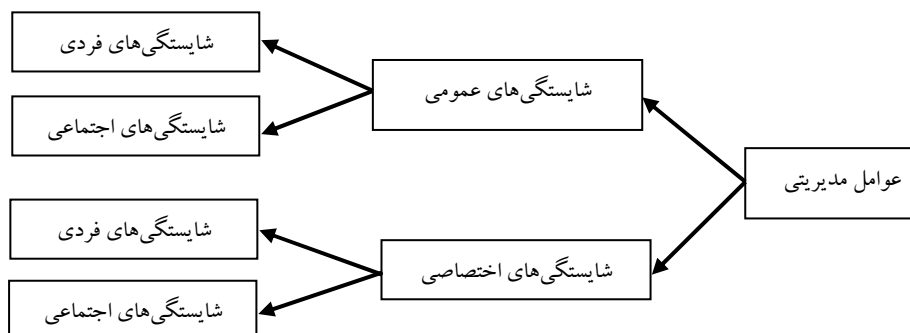 عوامل مدیریتی
شایستگی‌های عمومی
شایستگی‌های فردی
شایستگی‌های اجتماعی
شایستگی‌های اختصاصی
شایستگی‌های فردی
شایستگی‌های اجتماعی